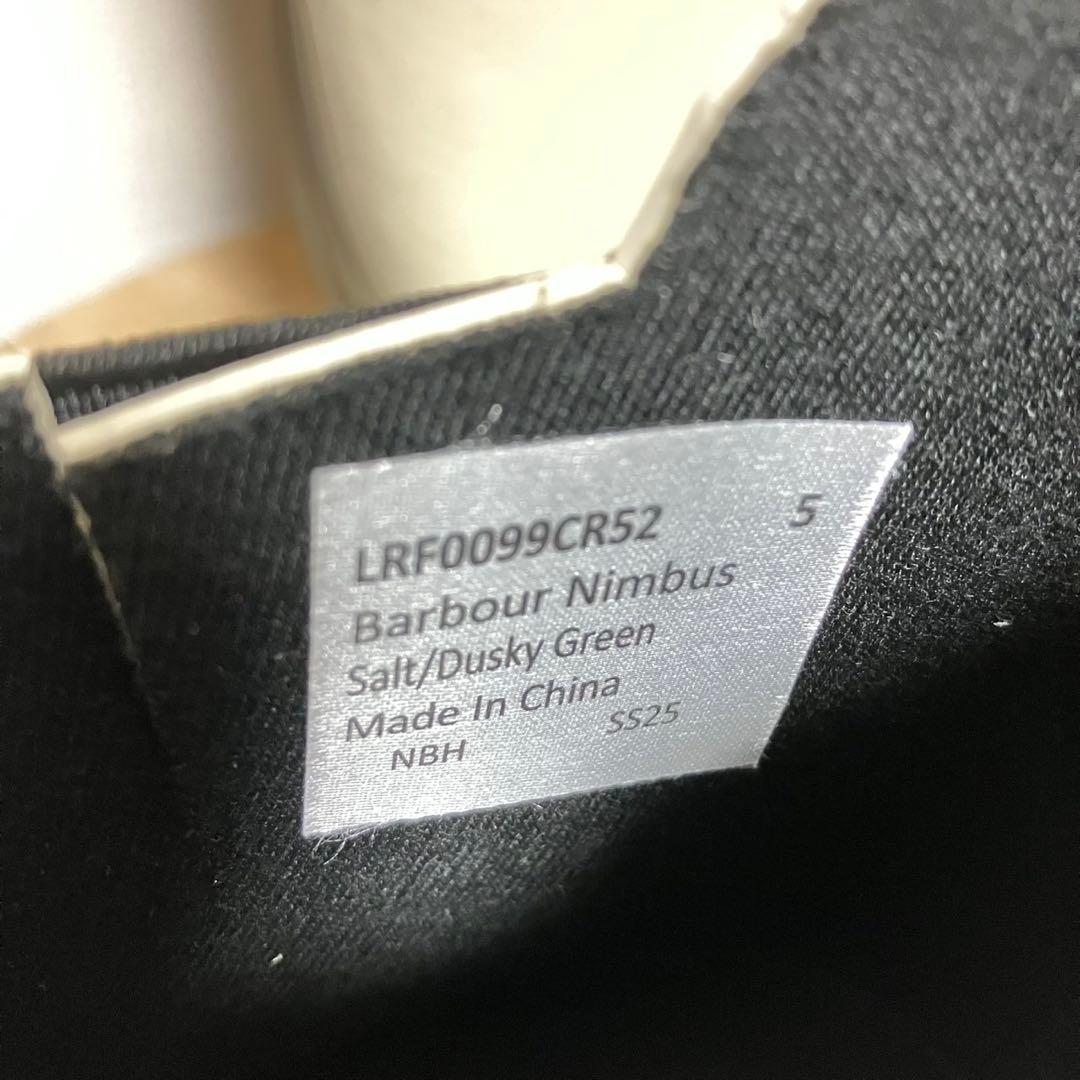 LRF0099CR52 5
Barbour Nimbus
Salt/Dusky Green
Made In China
NBH SS25